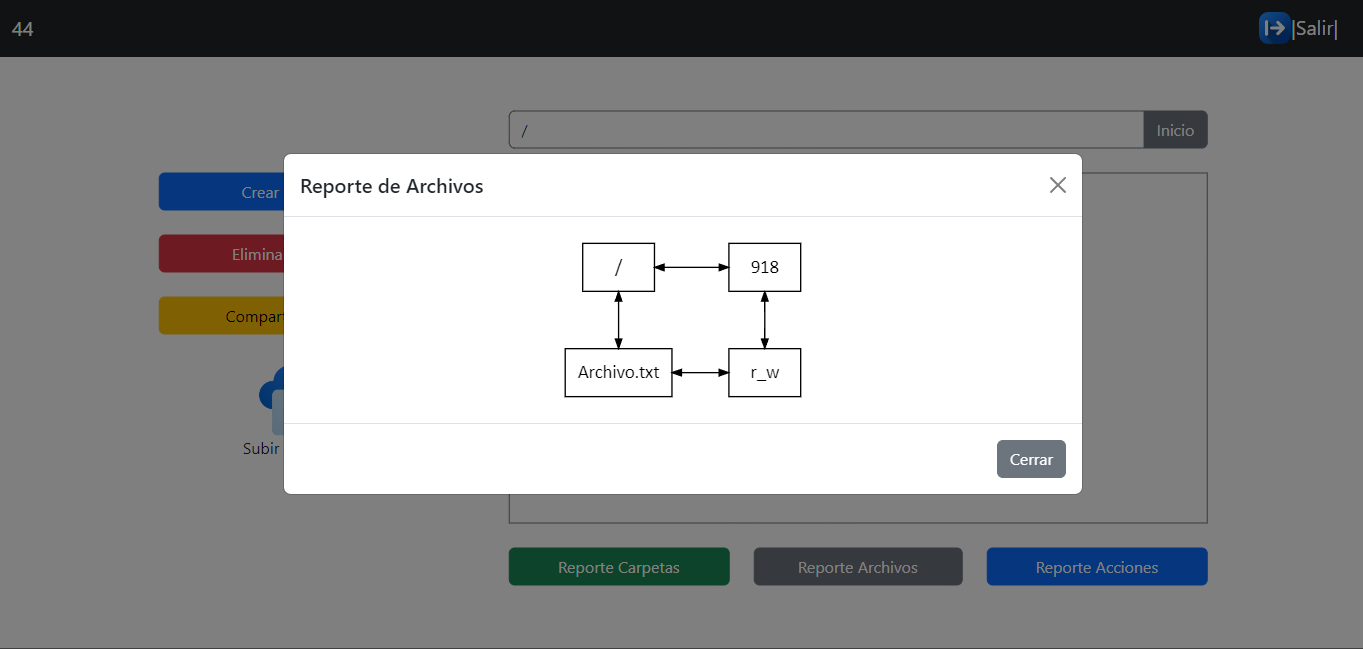 44
|Salir|
/
Inicio
Reporte de Archivos
Crear
Elimina
Compart
Subir
/
918
Archivo.txt
r_w
Cerrar
Reporte Carpetas
Reporte Archivos
Reporte Acciones